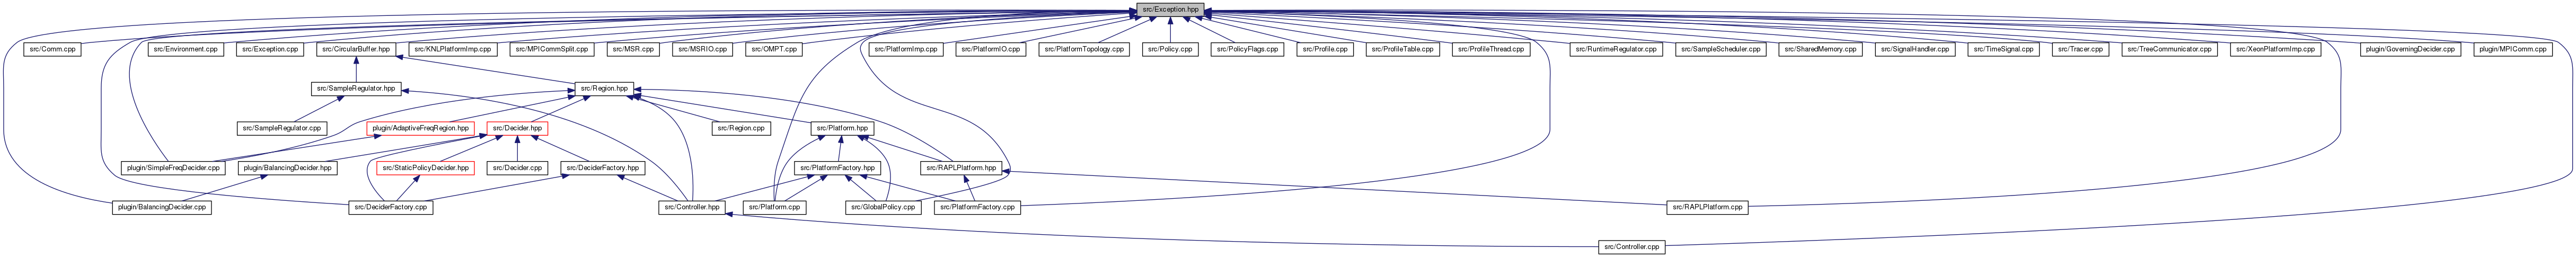 src/Exception.hpp
src/Comm.cpp
src/Environment.cpp
src/Exception.cpp
src/CircularBuffer.hpp
src/KNLPlatformImp.cpp
src/MPICommSplit.cpp
src/MSR.cpp
src/MSRIO.cpp
src/OMPT.cpp
src/PlatformImp.cpp
src/PlatformIO.cpp
src/PlatformTopology.cpp
src/Policy.cpp
src/PolicyFlags.cpp
src/Profile.cpp
src/ProfileTable.cpp
src/ProfileThread.cpp
src/RuntimeRegulator.cpp
src/SampleScheduler.cpp
src/SharedMemory.cpp
src/SignalHandler.cpp
src/TimeSignal.cpp
src/Tracer.cpp
src/TreeCommunicator.cpp
src/XeonPlatformImp.cpp
plugin/GoverningDecider.cpp
plugin/MPIComm.cpp
src/SampleRegulator.hpp
src/Region.hpp
src/SampleRegulator.cpp
plugin/AdaptiveFreqRegion.hpp
src/Decider.hpp
src/Region.cpp
src/Platform.hpp
plugin/SimpleFreqDecider.cpp
plugin/BalancingDecider.hpp
src/StaticPolicyDecider.hpp
src/Decider.cpp
src/DeciderFactory.hpp
src/PlatformFactory.hpp
src/RAPLPlatform.hpp
plugin/BalancingDecider.cpp
src/DeciderFactory.cpp
src/Controller.hpp
src/Platform.cpp
src/GlobalPolicy.cpp
src/PlatformFactory.cpp
src/RAPLPlatform.cpp
src/Controller.cpp